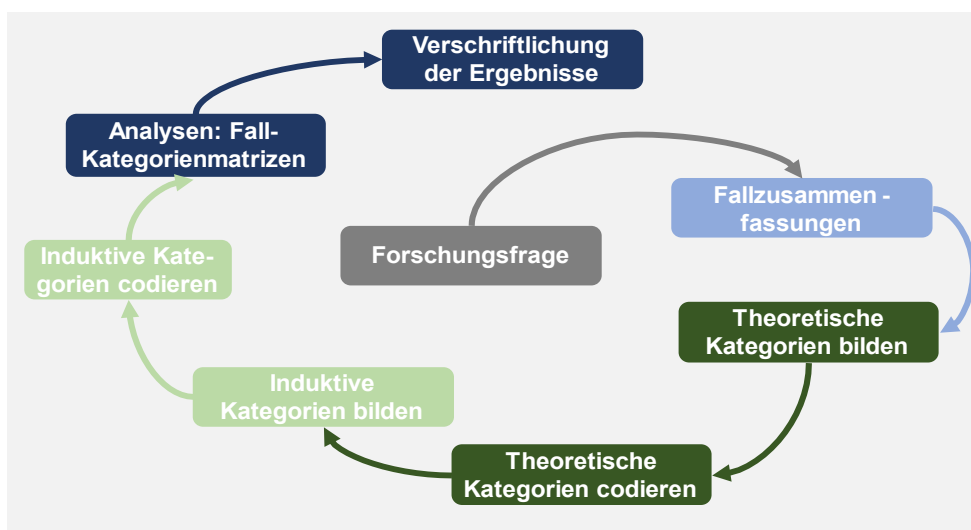 Verschriftlichung
der Ergebnisse
Analysen: Fall-
Kategorienmatrizen
Fallzusammen -
fassungen
Forschungsfrage
Induktive Kate-
gorien codieren
Theoretische
Kategorien bilden
Induktive
Kategorien bilden
Theoretische
Kategorien codieren